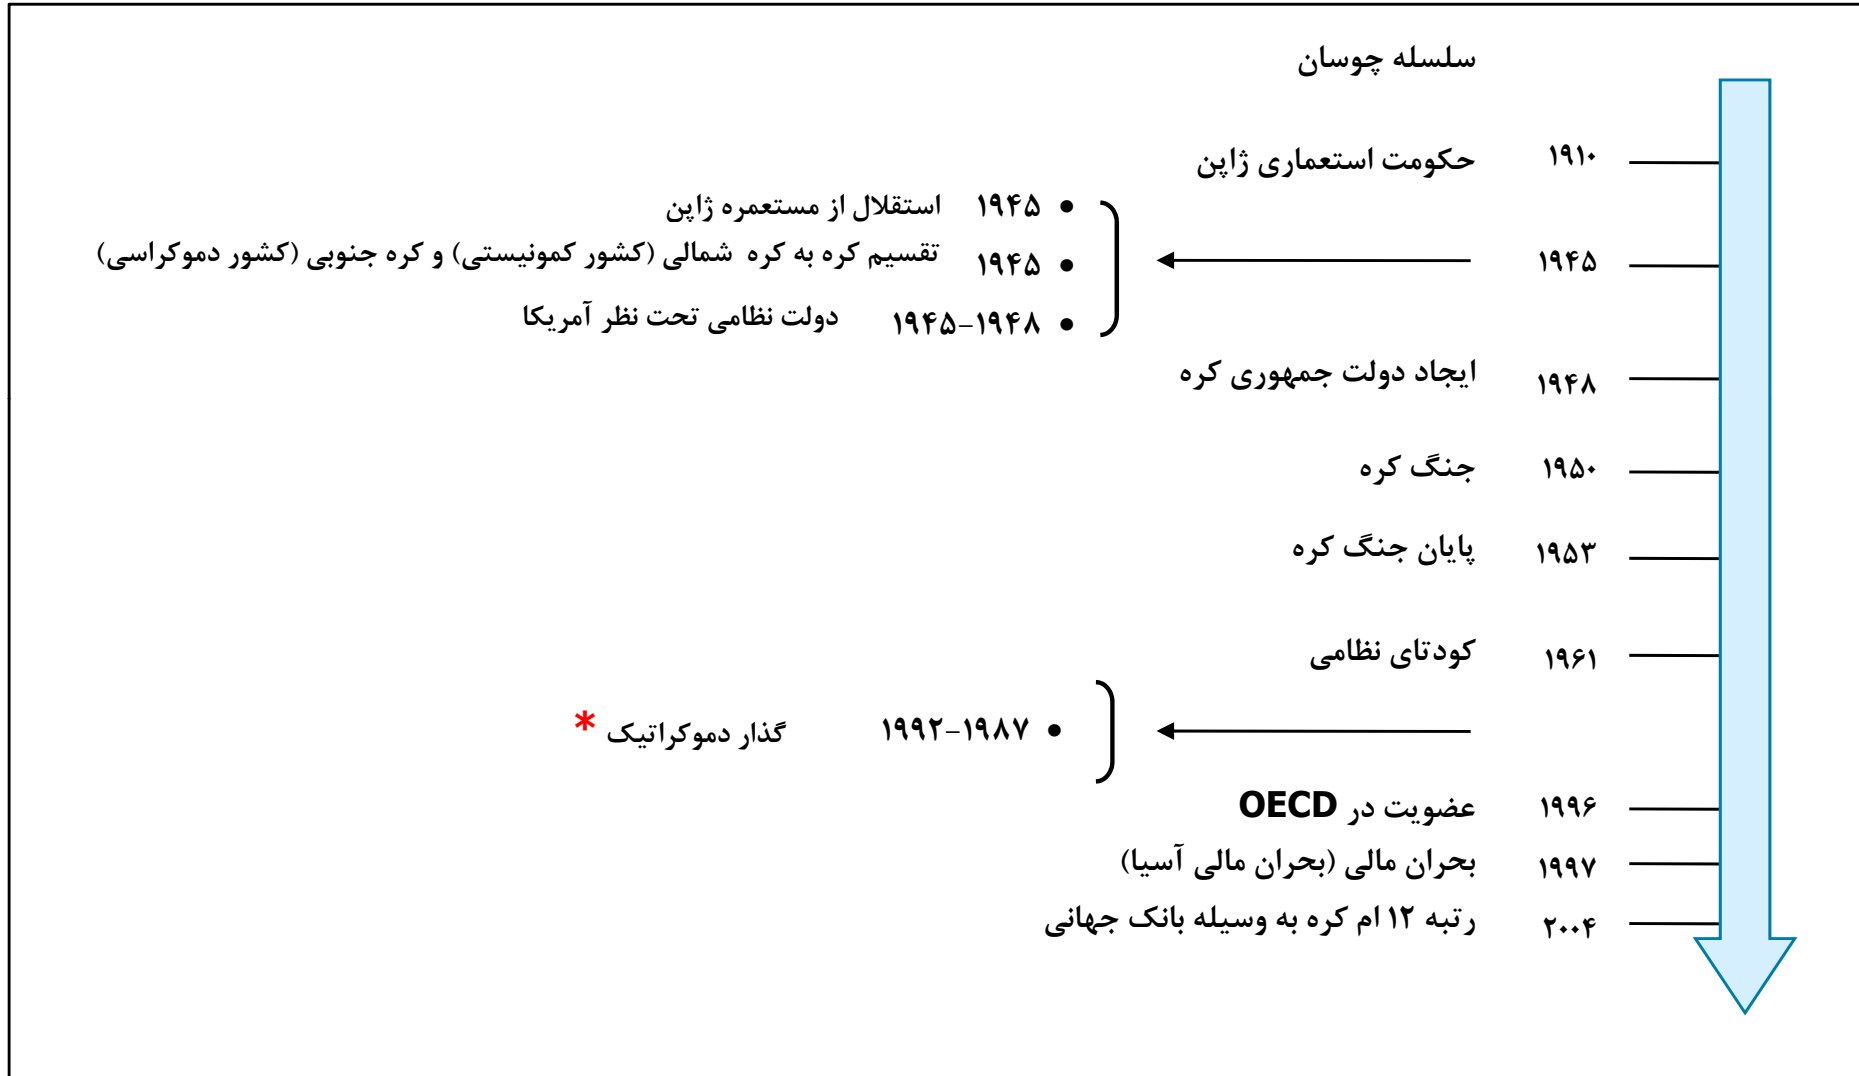 سلسله چوسان
۱۹۱۰ حکومت استعماری ژاپن
• ۱۹۴۵ استقلال از مستعمره ژاپن
۱۹۴۵ • ۱۹۴۵ تقسیم کره به کره شمالی (کشور کمونیستی) و کره جنوبی (کشور دموکراسی)
• ۱۹۴۵-۱۹۴۸ دولت نظامی تحت نظر آمریکا
۱۹۴۸ ایجاد دولت جمهوری کره
۱۹۵۰ جنگ کره
۱۹۵۳ پایان جنگ کره
۱۹۶۱ کودتای نظامی
• ۱۹۹۲-۱۹۸۷ گذار دموکراتیک *
۱۹۹۶ عضویت در OECD
۱۹۹۷ بحران مالی (بحران مالی آسیا)
۲۰۰۴ رتبه ۱۲ ام کره به وسیله بانک جهانی